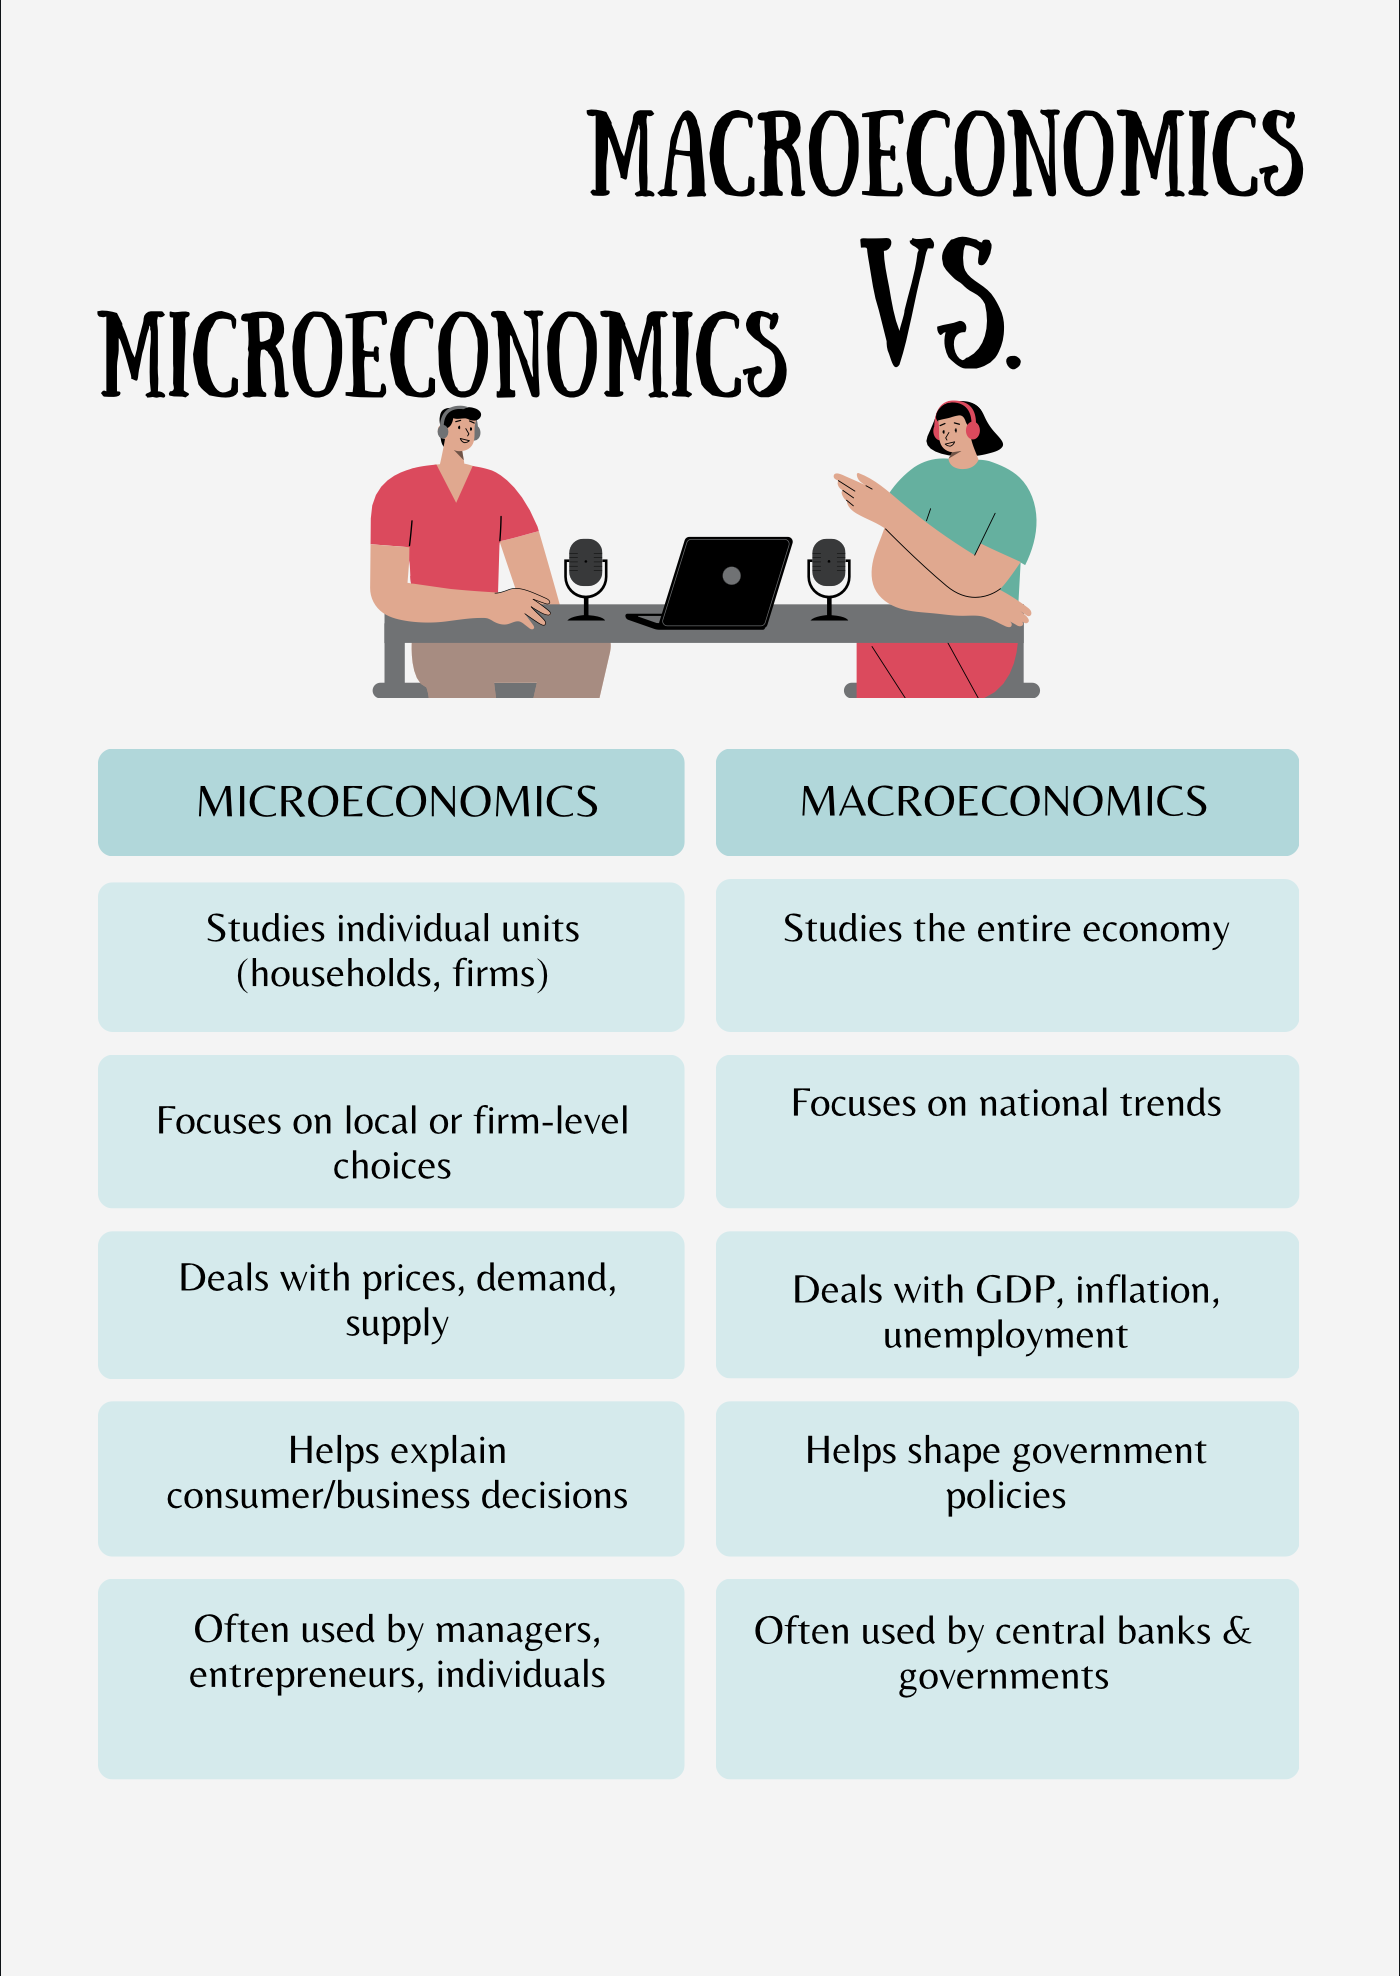 MACROECONOMICS
VS.
MICROECONOMICS
MICROECONOMICS
MACROECONOMICS
Studies individual units
(households, firms)
Studies the entire economy
Focuses on local or firm-level
choices
Focuses on national trends
Deals with prices, demand,
supply
Deals with GDP, inflation,
unemployment
Helps explain
consumer/business decisions
Helps shape government
policies
Often used by managers,
entrepreneurs, individuals
Often used by central banks &
governments